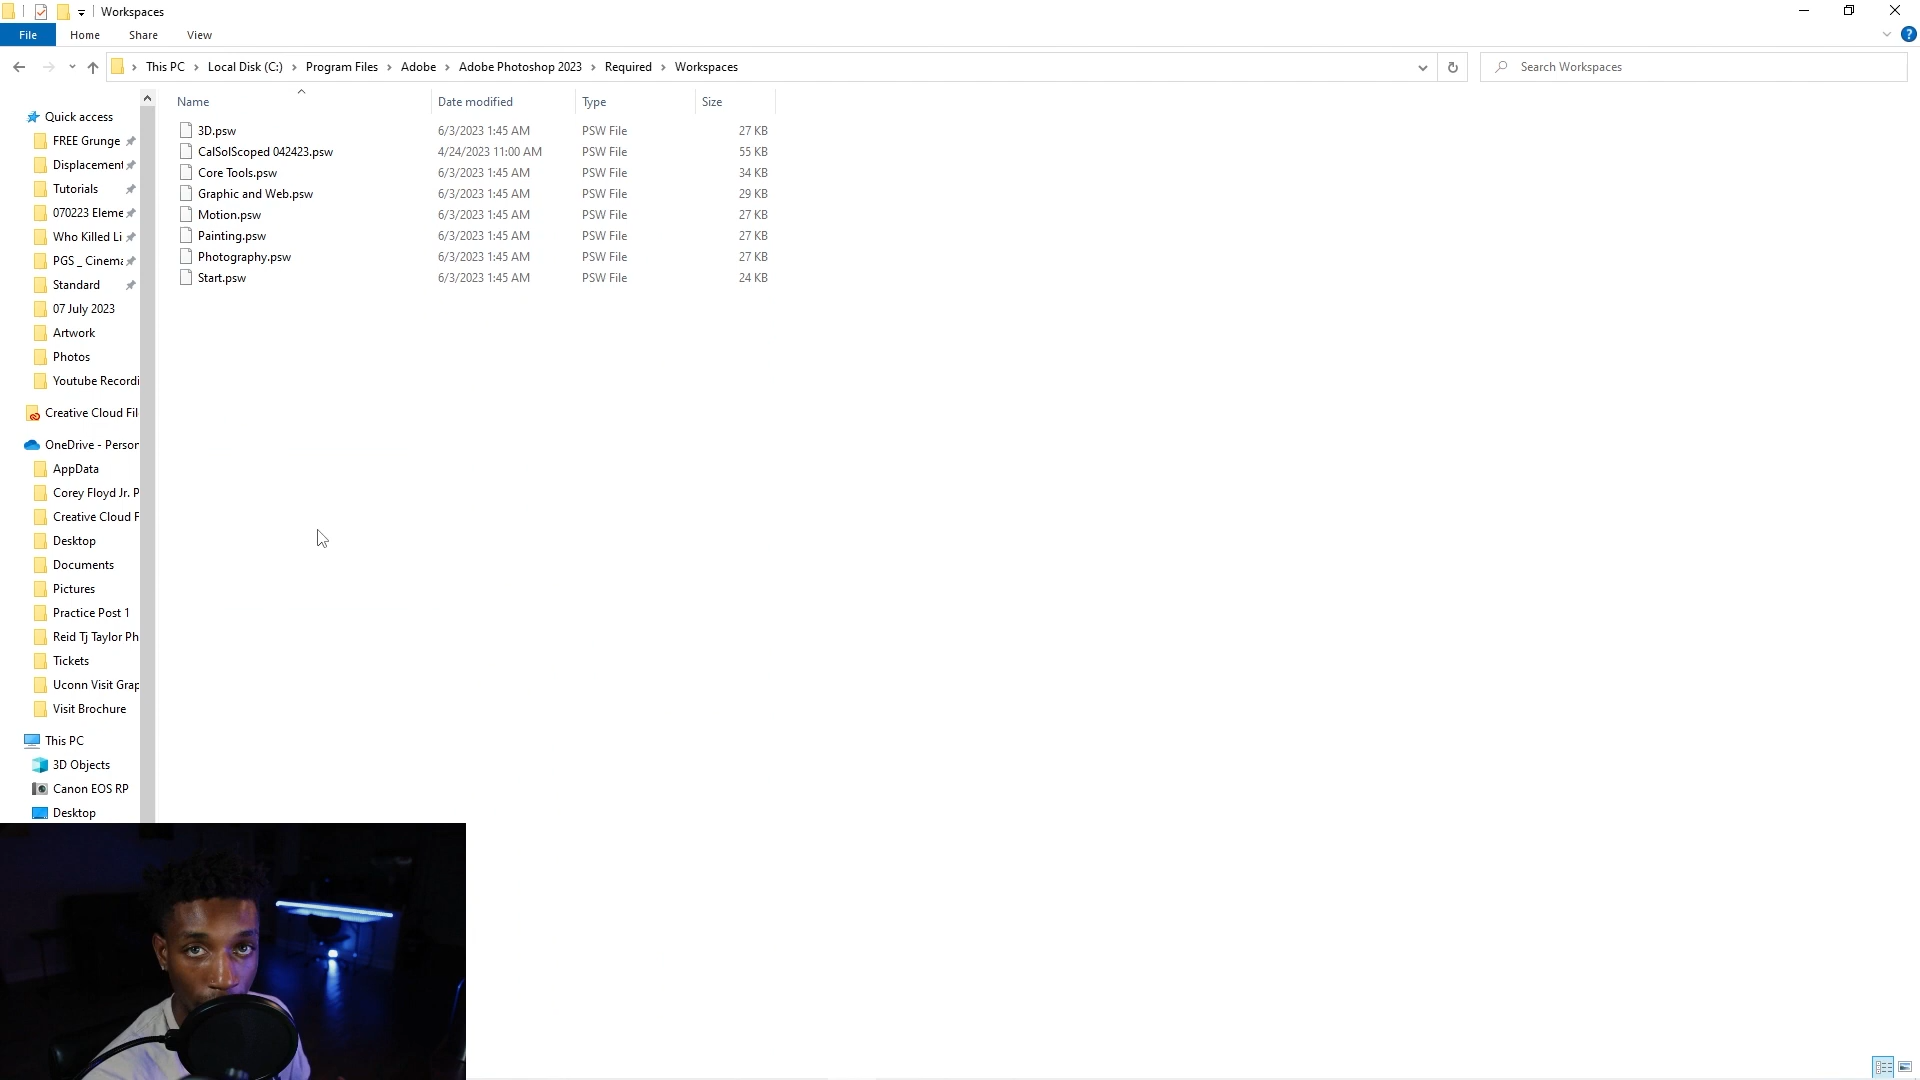 Workspaces
File Home Share View
This PC Local Disk (C:) Program Files Adobe Adobe Photoshop 2023 Required Workspaces
Search Workspaces
Name Date modified Type Size
3D.psw 6/3/2023 1:45 AM PSW File 27 KB
CalSolScoped 042423.psw 4/24/2023 11:00 AM PSW File 55 KB
Core Tools.psw 6/3/2023 1:45 AM PSW File 34 KB
Graphic and Web.psw 6/3/2023 1:45 AM PSW File 29 KB
Motion.psw 6/3/2023 1:45 AM PSW File 27 KB
Painting.psw 6/3/2023 1:45 AM PSW File 27 KB
Photography.psw 6/3/2023 1:45 AM PSW File 27 KB
Start.psw 6/3/2023 1:45 AM PSW File 24 KB
Quick access
FREE Grunge
Displacement
Tutorials
070223 Eleme
Who Killed Li
PGS _ Cinema
Standard
07 July 2023
Artwork
Photos
Youtube Recordi
Creative Cloud Fil
OneDrive - Person
AppData
Corey Floyd Jr. P
Creative Cloud F
Desktop
Documents
Pictures
Practice Post 1
Reid Tj Taylor Ph
Tickets
Uconn Visit Grap
Visit Brochure
This PC
3D Objects
Canon EOS RP
Desktop